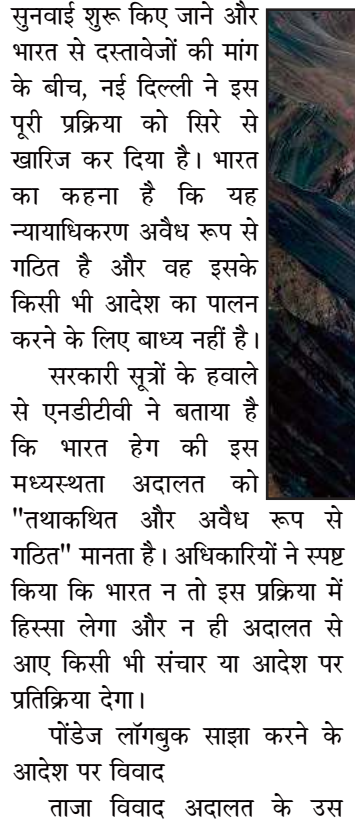 सुनवाई शुरू किए जाने और
भारत से दस्तावेजों की मांग
के बीच, नई दिल्ली ने इस
पूरी प्रक्रिया को सिरे से
खारिज कर दिया है। भारत
का कहना है कि यह
न्यायाधिकरण अवैध रूप से
गठित है और वह इसके
किसी भी आदेश का पालन
करने के लिए बाध्य नहीं है।
सरकारी सूत्रों के हवाले
से एनडीटीवी ने बताया है
कि भारत हेग की इस
मध्यस्थता अदालत को
"तथाकथित और अवैध रूप से
गठित" मानता है। अधिकारियों ने स्पष्ट
किया कि भारत न तो इस प्रक्रिया में
हिस्सा लेगा और न ही अदालत से
आए किसी भी संचार या आदेश पर
प्रतिक्रिया देगा।
पोंडेज लॉगबुक साझा करने के
आदेश पर विवाद
ताजा विवाद अदालत के उस